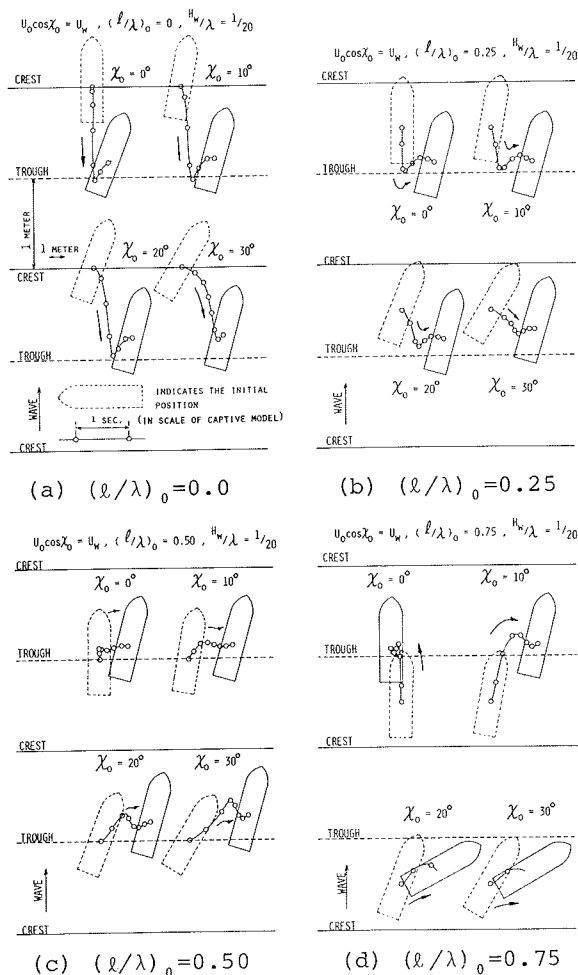 U₀cosχ₀ = U_W , (ℓ/λ)₀ = 0 , H_W/λ = 1/20
χ₀ = 0°
χ₀ = 10°
CREST
TROUGH
1 METER
1 METER
χ₀ = 20°
χ₀ = 30°
CREST
TROUGH
WAVE
INDICATES THE INITIAL
POSITION
1 SEC.
(IN SCALE OF CAPTIVE MODEL)
CREST
(a) (ℓ/λ)₀=0.0
U₀cosχ₀ = U_W , (ℓ/λ)₀ = 0.25 , H_W/λ = 1/20
CREST
TROUGH
χ₀ = 0°
χ₀ = 10°
CREST
TROUGH
χ₀ = 20°
χ₀ = 30°
WAVE
CREST
(b) (ℓ/λ)₀=0.25
U₀cosχ₀ = U_W , (ℓ/λ)₀ = 0.50 , H_W/λ = 1/20
CREST
χ₀ = 0°
χ₀ = 10°
TROUGH
CREST
χ₀ = 20°
χ₀ = 30°
TROUGH
WAVE
CREST
(c) (ℓ/λ)₀=0.50
U₀cosχ₀ = U_W , (ℓ/λ)₀ = 0.75 , H_W/λ = 1/20
CREST
χ₀ = 0°
χ₀ = 10°
TROUGH
CREST
χ₀ = 20°
χ₀ = 30°
TROUGH
WAVE
CREST
(d) (ℓ/λ)₀=0.75